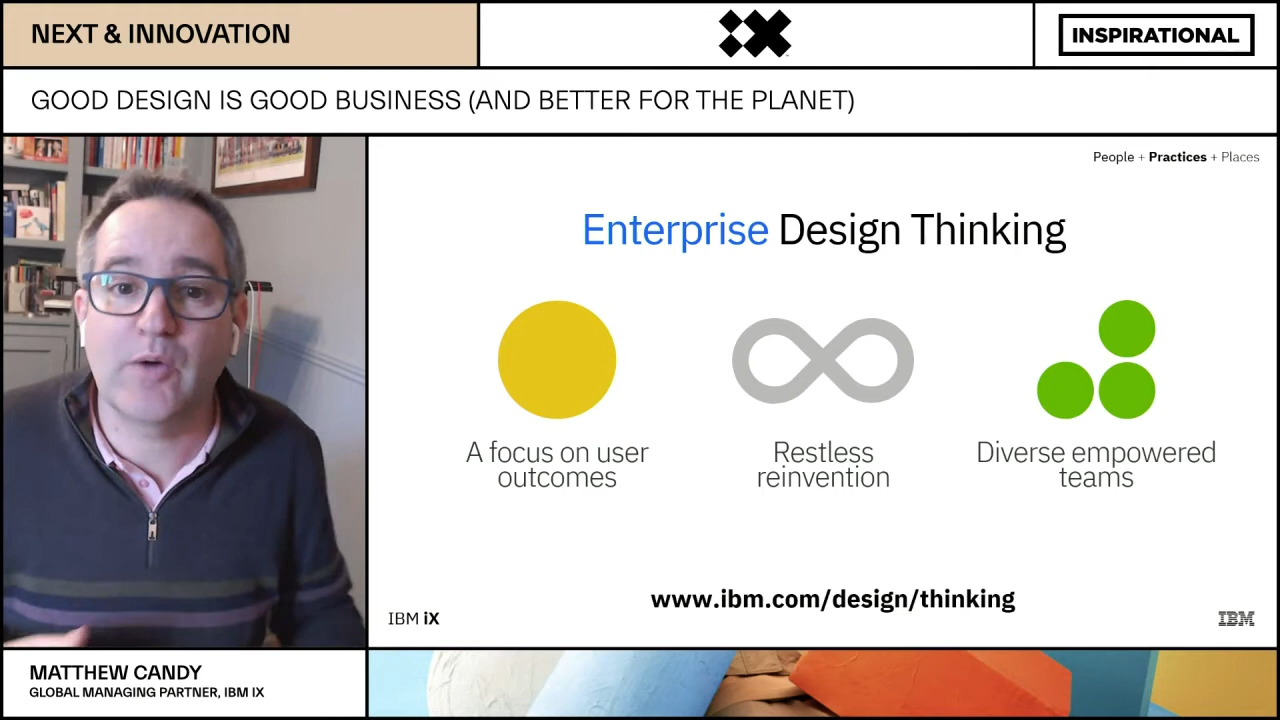 NEXT & INNOVATION
INSPIRATIONAL
GOOD DESIGN IS GOOD BUSINESS (AND BETTER FOR THE PLANET)
People + Practices + Places
Enterprise Design Thinking
A focus on user
outcomes
Restless
reinvention
Diverse empowered
teams
www.ibm.com/design/thinking
IBM iX
IBM
MATTHEW CANDY
GLOBAL MANAGING PARTNER, IBM IX